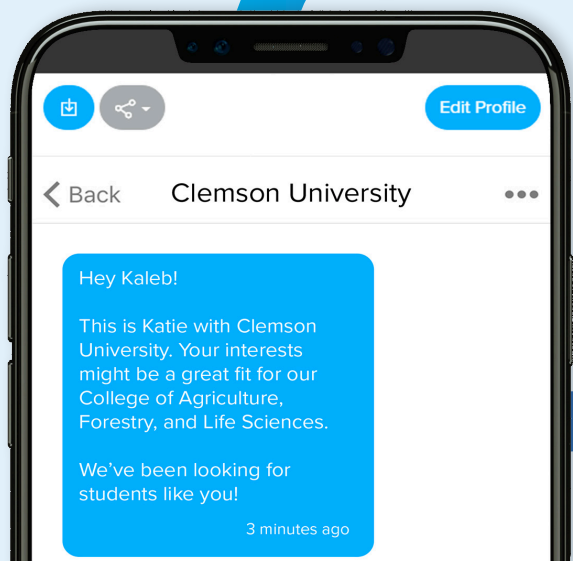 Edit Profile
Back
Clemson University
Hey Kaleb!
This is Katie with Clemson
University. Your interests
might be a great fit for our
College of Agriculture,
Forestry, and Life Sciences.
We’ve been looking for
students like you!
3 minutes ago